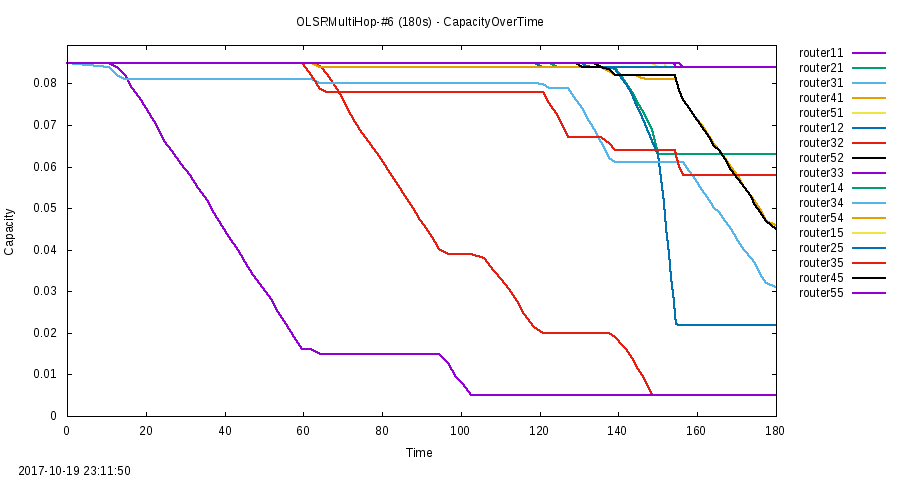 OLSRMultiHop-#6 (180s) - CapacityOverTime
router11
router21
router31
router41
router51
router12
router32
router52
router33
router14
router34
router54
router15
router25
router35
router45
router55
0.08
0.07
0.06
0.05
0.04
0.03
0.02
0.01
0
Capacity
0 20 40 60 80 100 120 140 160 180
Time
2017-10-19 23:11:50